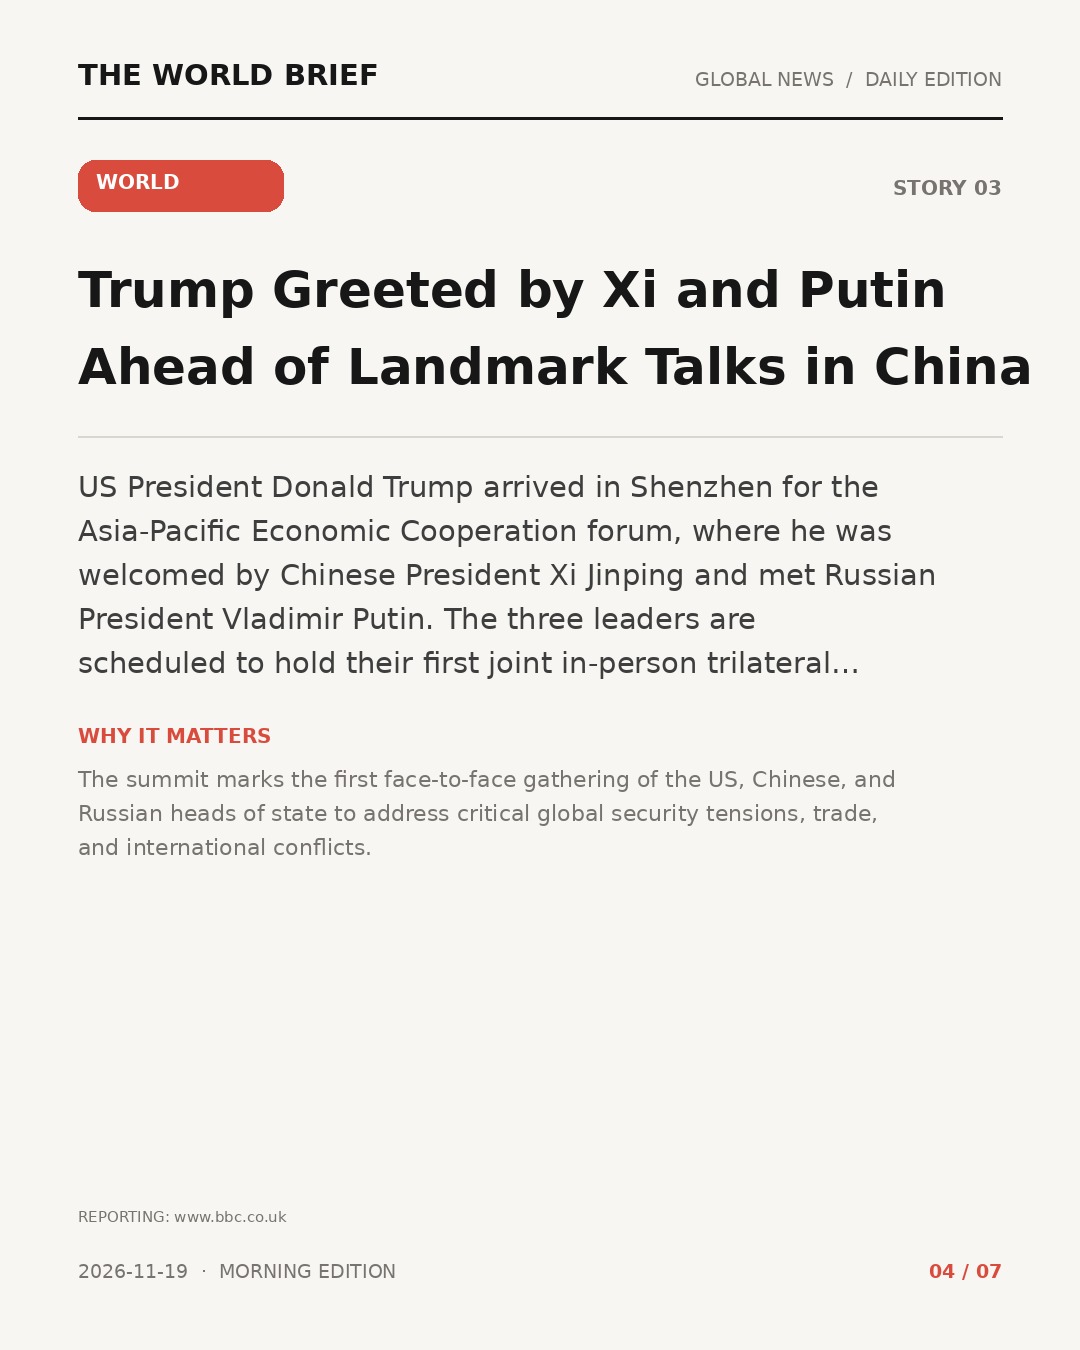 THE WORLD BRIEF
GLOBAL NEWS / DAILY EDITION
WORLD
STORY 03
Trump Greeted by Xi and Putin
Ahead of Landmark Talks in China
US President Donald Trump arrived in Shenzhen for the
Asia-Pacific Economic Cooperation forum, where he was
welcomed by Chinese President Xi Jinping and met Russian
President Vladimir Putin. The three leaders are
scheduled to hold their first joint in-person trilateral...
WHY IT MATTERS
The summit marks the first face-to-face gathering of the US, Chinese, and
Russian heads of state to address critical global security tensions, trade,
and international conflicts.
REPORTING: www.bbc.co.uk
2026-11-19 · MORNING EDITION
04 / 07